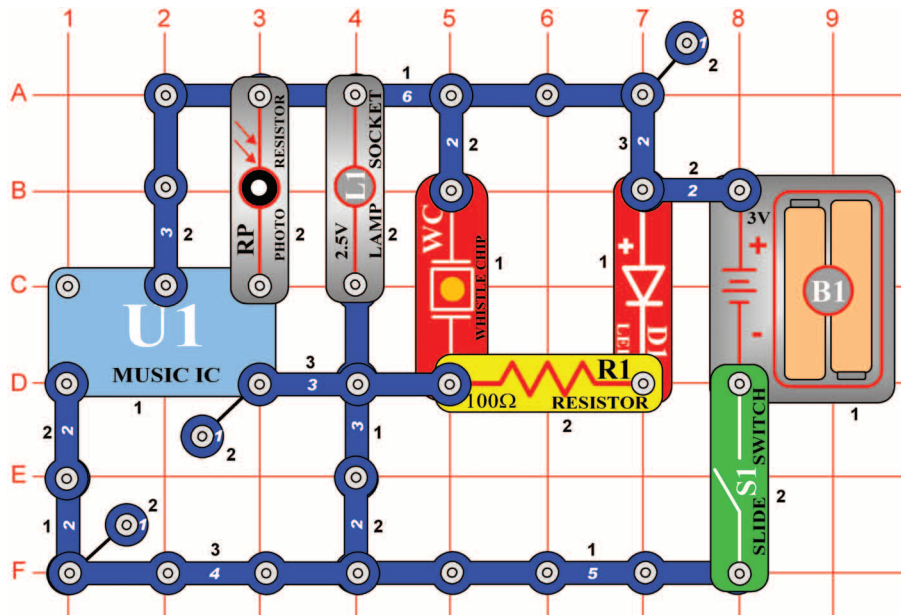 1 2 3 4 5 6 7 8 9
A
B
C
D
E
F
1
6
1
2
2
2
3
2
2
2
3
2
RP
PHOTO
RESISTOR
2
L1
2.5V
LAMP
SOCKET
2
WC
WHISTLE CHIP
1
+
D1
LED
1
3V
+
-
B1
1
U1
MUSIC IC
1
3
3
1
2
R1
100Ω
RESISTOR
2
2
2
3
1
1
2
2
2
1
2
3
4
1
5
S1
SLIDE
SWITCH
2